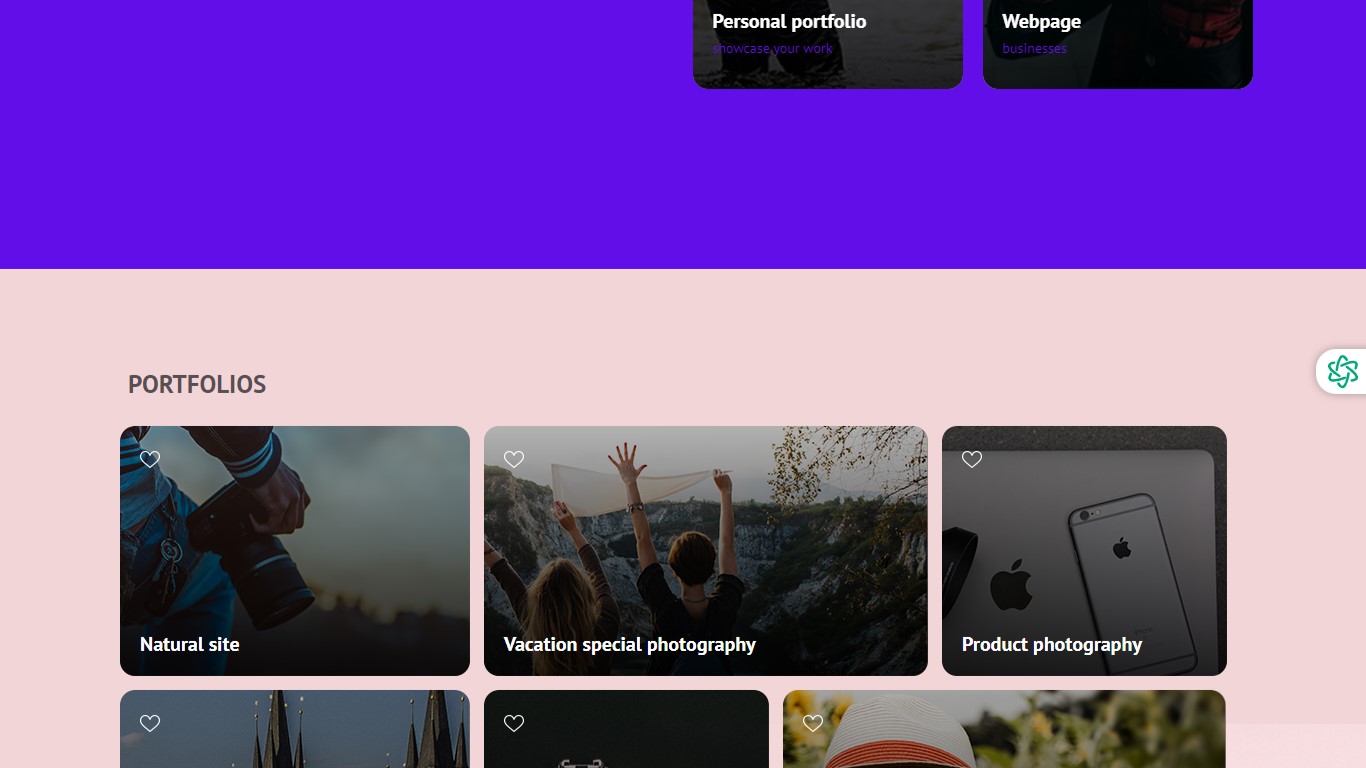 Personal portfolio
showcase your work
Webpage
businesses
PORTFOLIOS
Natural site
Vacation special photography
Product photography